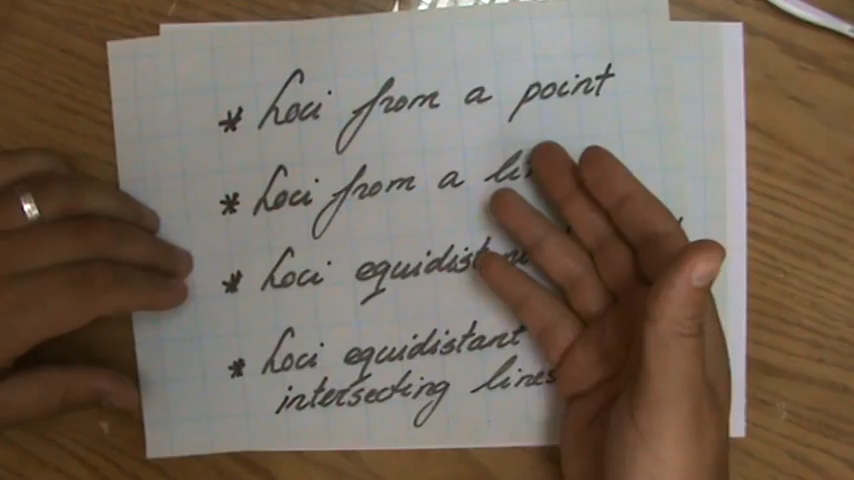 * Loci from a point
* Loci from a
* Loci
* Loci equidistant
intersecting lines